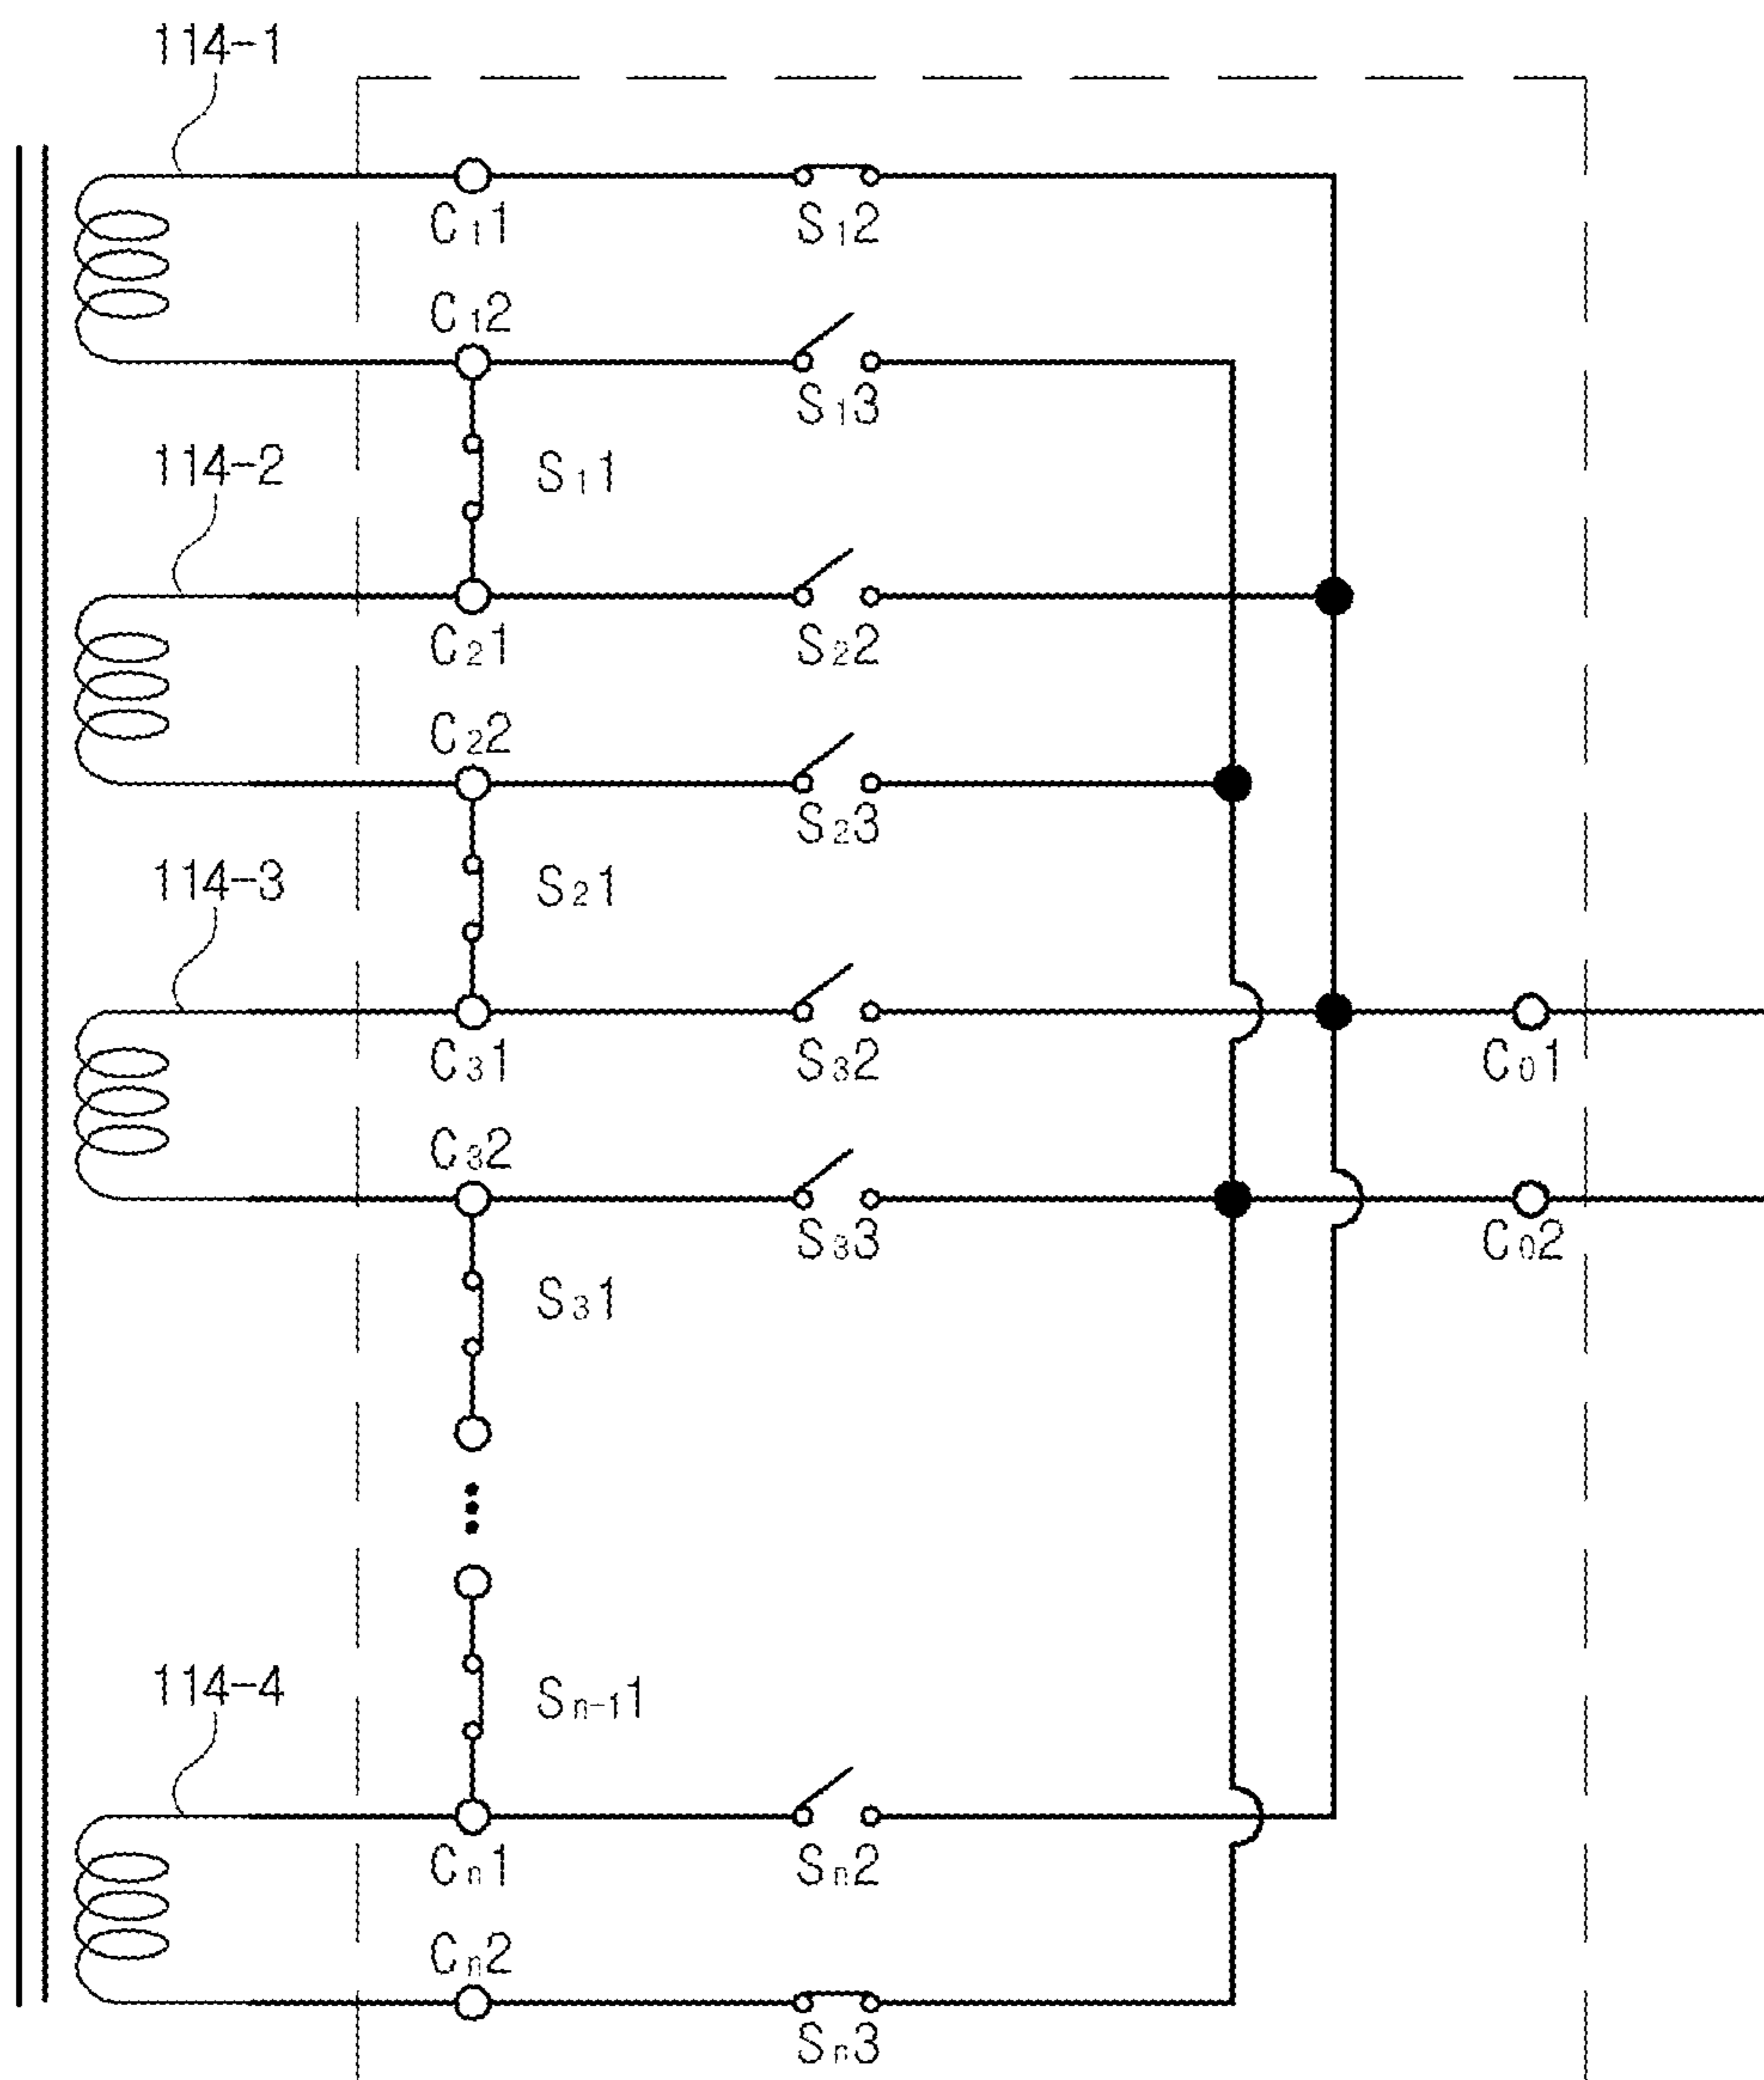 114-1
C₁1
S₁2
C₁2
S₁3
114-2
S₁1
C₂1
S₂2
C₂2
S₂3
114-3
S₂1
C₃1
S₃2
C₀1
C₃2
S₃3
C₀2
S₃1
114-4
Sₙ₋₁1
Cₙ1
Sₙ2
Cₙ2
Sₙ3